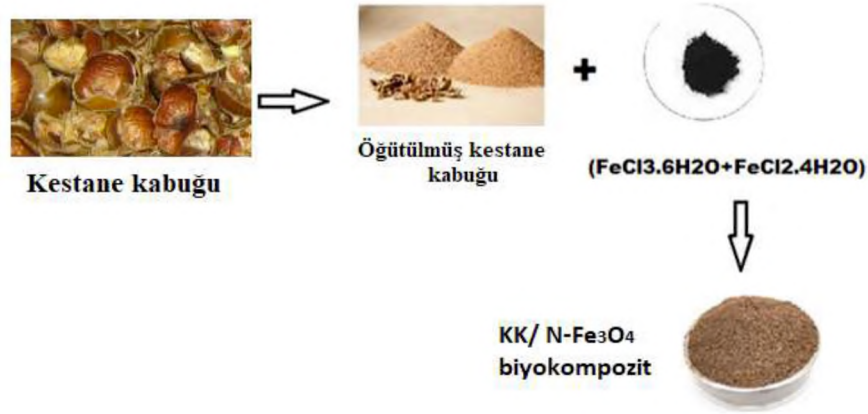 Kestane kabuğu
Öğütülmüş kestane
kabuğu
+
(FeCl3.6H2O+FeCl2.4H2O)
KK/ N-Fe3O4
biyokompozit